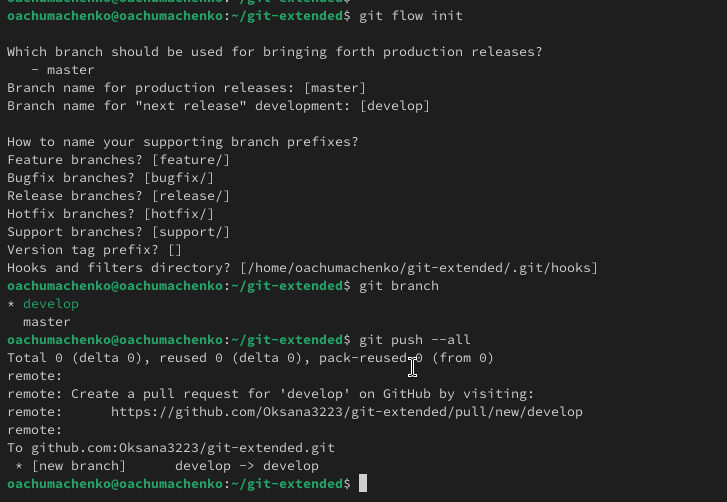 oachumachenko@oachumachenko:~/git-extended$ git flow init

Which branch should be used for bringing forth production releases?
   - master
Branch name for production releases: [master]
Branch name for "next release" development: [develop]

How to name your supporting branch prefixes?
Feature branches? [feature/]
Bugfix branches? [bugfix/]
Release branches? [release/]
Hotfix branches? [hotfix/]
Support branches? [support/]
Version tag prefix? []
Hooks and filters directory? [/home/oachumachenko/git-extended/.git/hooks]
oachumachenko@oachumachenko:~/git-extended$ git branch
* develop
  master
oachumachenko@oachumachenko:~/git-extended$ git push --all
Total 0 (delta 0), reused 0 (delta 0), pack-reused 0 (from 0)
remote:
remote: Create a pull request for 'develop' on GitHub by visiting:
remote:      https://github.com/Oksana3223/git-extended/pull/new/develop
remote:
To github.com:Oksana3223/git-extended.git
 * [new branch]      develop -> develop
oachumachenko@oachumachenko:~/git-extended$